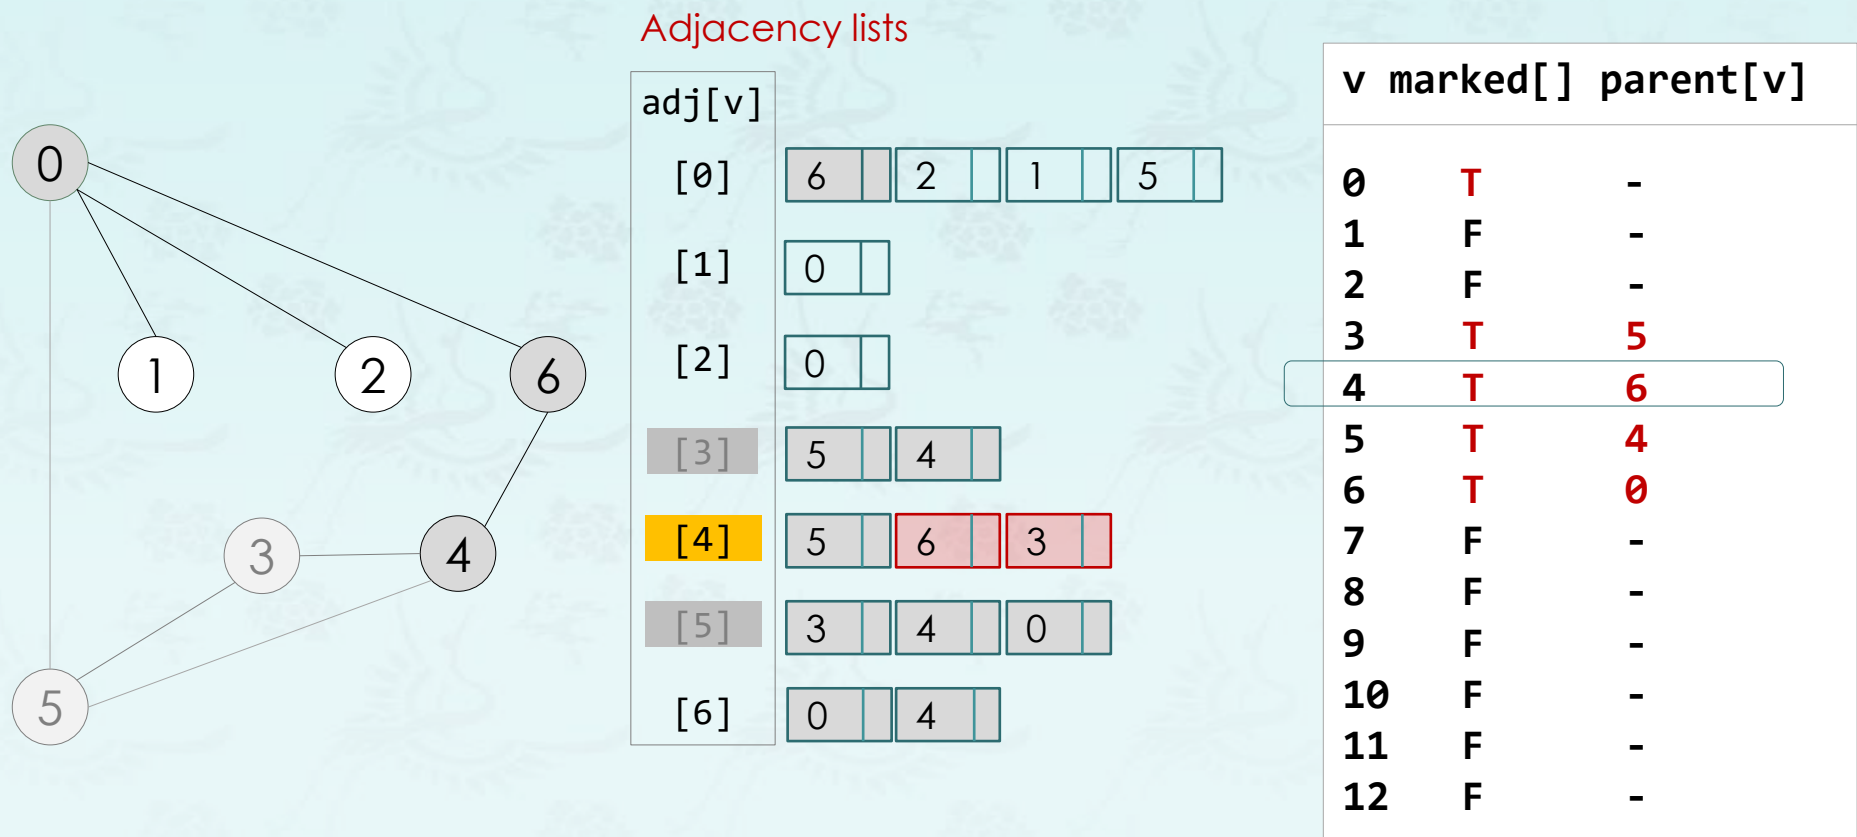 Adjacency lists
adj[v]
[0] 6 2 1 5
[1] 0
[2] 0
[3] 5 4
[4] 5 6 3
[5] 3 4 0
[6] 0 4
0
1 2 6
3 4
5
v marked[] parent[v]
0 T -
1 F -
2 F -
3 T 5
4 T 6
5 T 4
6 T 0
7 F -
8 F -
9 F -
10 F -
11 F -
12 F -